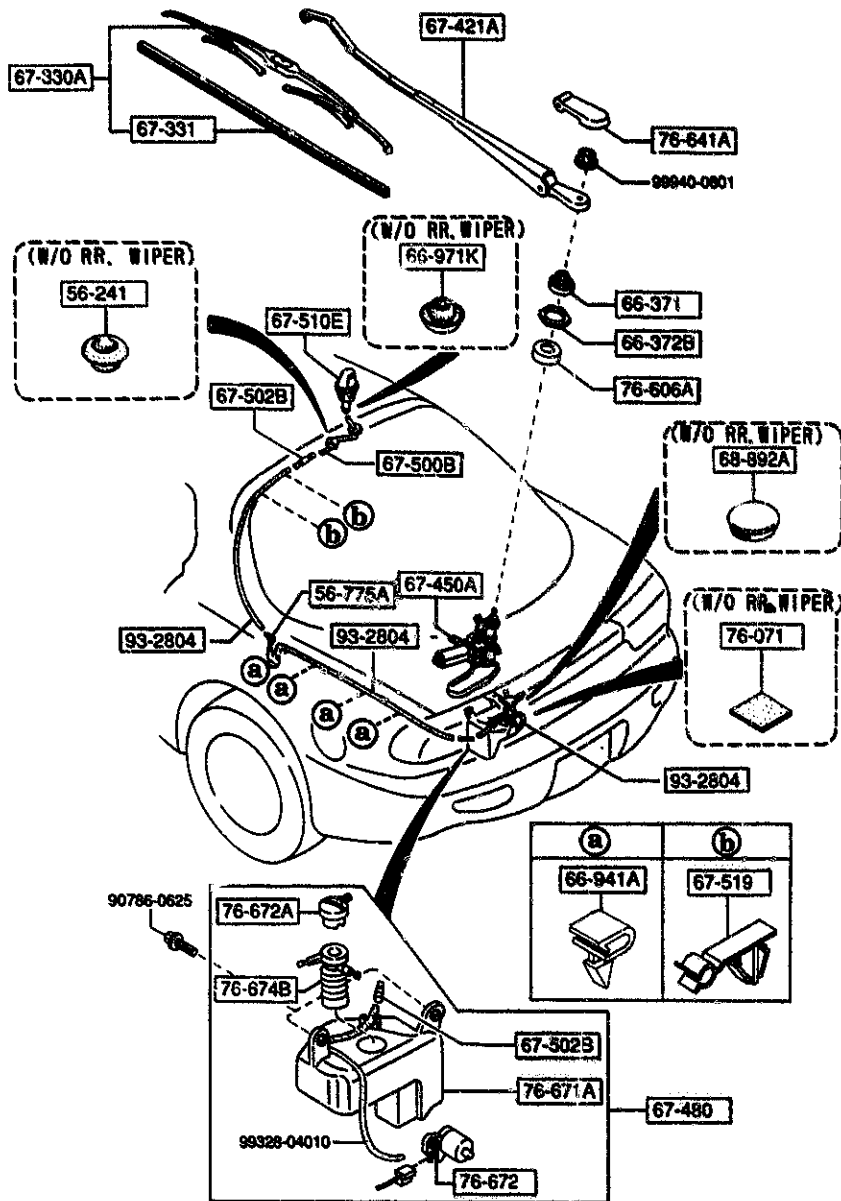 67-421A
67-330A
67-331
76-641A
99940-0601
(W/O RR. WIPER)
66-971K
(W/O RR. WIPER)
56-241
67-510E
66-371
66-372B
76-606A
67-502B
67-500B
(W/O RR. WIPER)
68-892A
b
b
56-775A
67-450A
(W/O RR. WIPER)
76-071
93-2804
93-2804
a
a
a
a
93-2804
a
b
66-941A
67-519
90786-0625
76-672A
76-674B
67-502B
76-671A
67-480
99328-04010
76-672